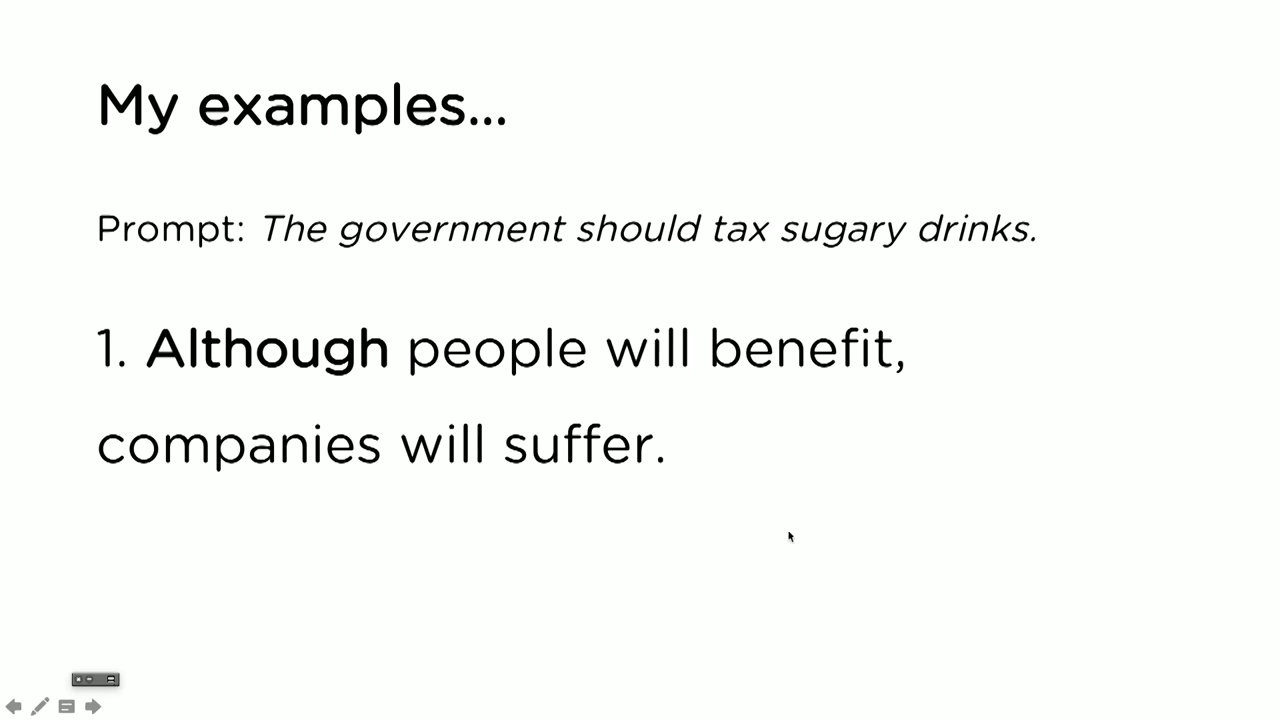 My examples...
Prompt: The government should tax sugary drinks.
1. Although people will benefit,
companies will suffer.